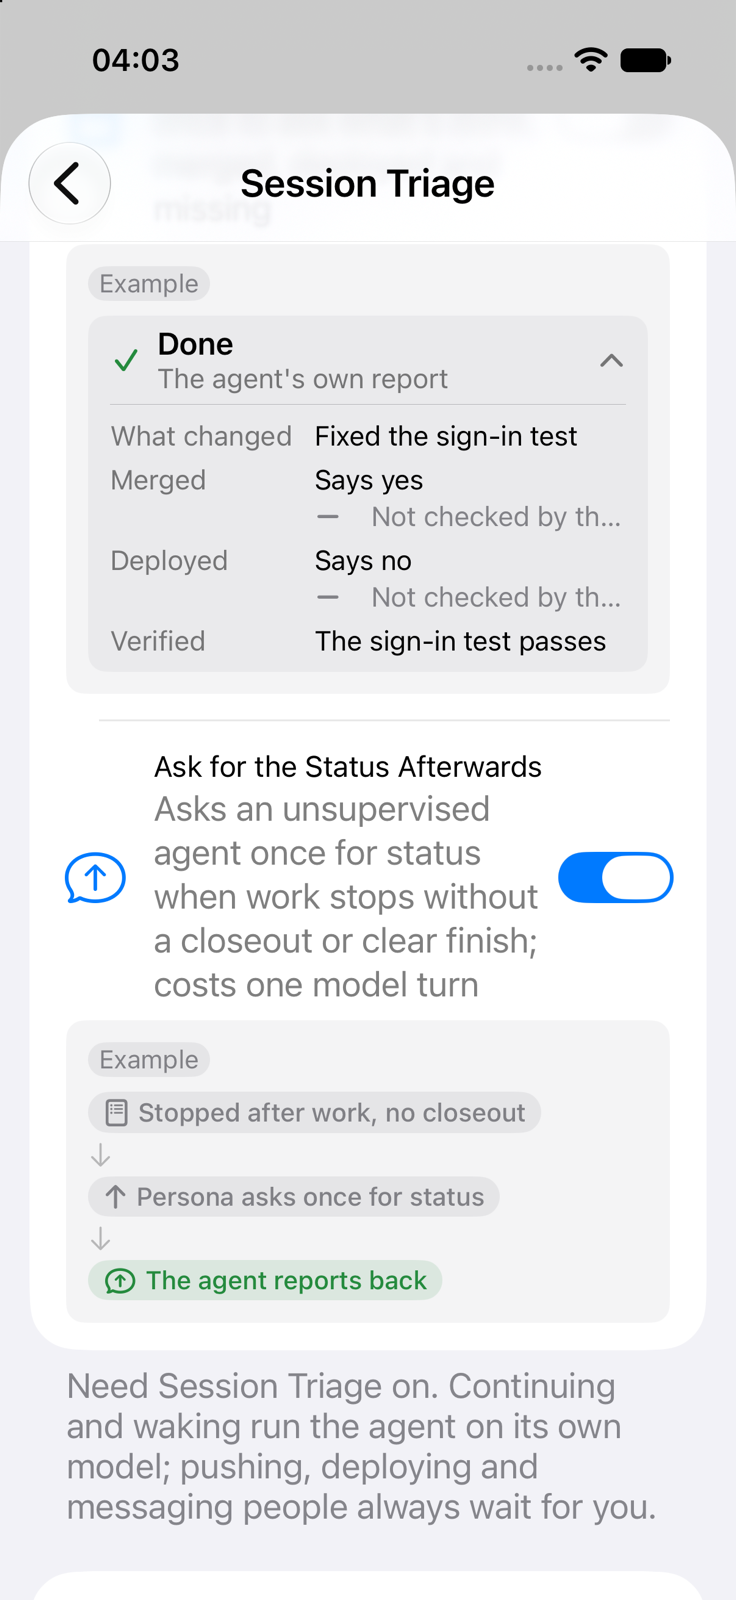 04:03
Session Triage
missing
Example
Done
The agent's own report
What changed Fixed the sign-in test
Merged Says yes
— Not checked by th...
Deployed Says no
— Not checked by th...
Verified The sign-in test passes
Ask for the Status Afterwards
Asks an unsupervised
agent once for status
when work stops without
a closeout or clear finish;
costs one model turn
Example
Stopped after work, no closeout
Persona asks once for status
The agent reports back
Need Session Triage on. Continuing
and waking run the agent on its own
model; pushing, deploying and
messaging people always wait for you.